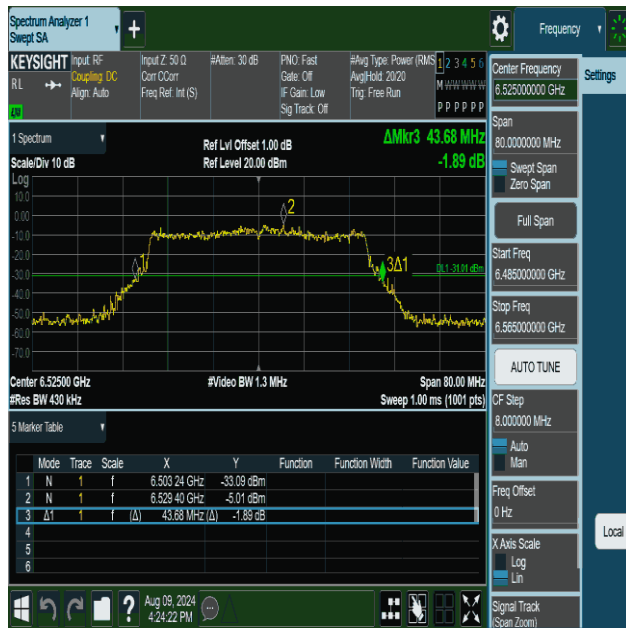 Spectrum Analyzer 1
Swept SA
+
Frequency
KEYSIGHT
RL
Input: RF
Coupling: DC
Align: Auto
Input Z: 50 Ω
Corr CCorr
Freq Ref: Int (S)
#Atten: 30 dB
PNO: Fast
Gate: Off
IF Gain: Low
Sig Track: Off
#Avg Type: Power (RMS
Avg|Hold: 20/20
Trig: Free Run
1 2 3 4 5 6
M W W W W W
P P P P P P
Center Frequency
6.525000000 GHz
Settings
Span
80.0000000 MHz
Swept Span
Zero Span
Full Span
Start Freq
6.485000000 GHz
Stop Freq
6.565000000 GHz
AUTO TUNE
CF Step
8.000000 MHz
Auto
Man
Freq Offset
0 Hz
X Axis Scale
Log
Lin
Local
Signal Track
(Span Zoom)
1 Spectrum
Scale/Div 10 dB
Ref Lvl Offset 1.00 dB
Ref Level 20.00 dBm
ΔMkr3 43.68 MHz
-1.89 dB
Log
10.0
0.00
-10.0
-20.0
-30.0
-40.0
-50.0
-60.0
-70.0
1
2
3Δ1
DL1 -31.01 dBm
Center 6.52500 GHz
#Video BW 1.3 MHz
Span 80.00 MHz
#Res BW 430 kHz
Sweep 1.00 ms (1001 pts)
5 Marker Table
Mode Trace Scale X Y Function Function Width Function Value
1 N 1 f 6.503 24 GHz -33.09 dBm
2 N 1 f 6.529 40 GHz -5.01 dBm
3 Δ1 1 f (Δ) 43.68 MHz (Δ) -1.89 dB
4
5
6
?
Aug 09, 2024
4:24:22 PM